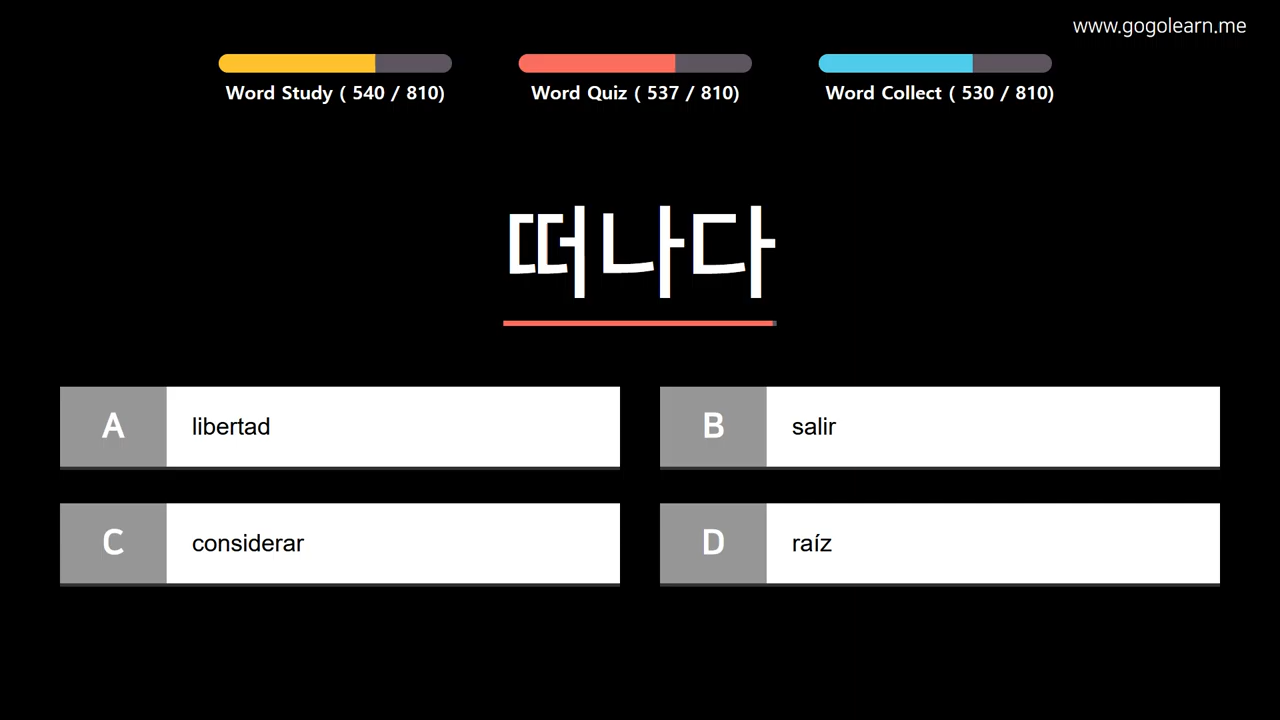 www.gogolearn.me
Word Study ( 540 / 810) Word Quiz ( 537 / 810) Word Collect ( 530 / 810)
떠나다
A libertad
B salir
C considerar
D raíz